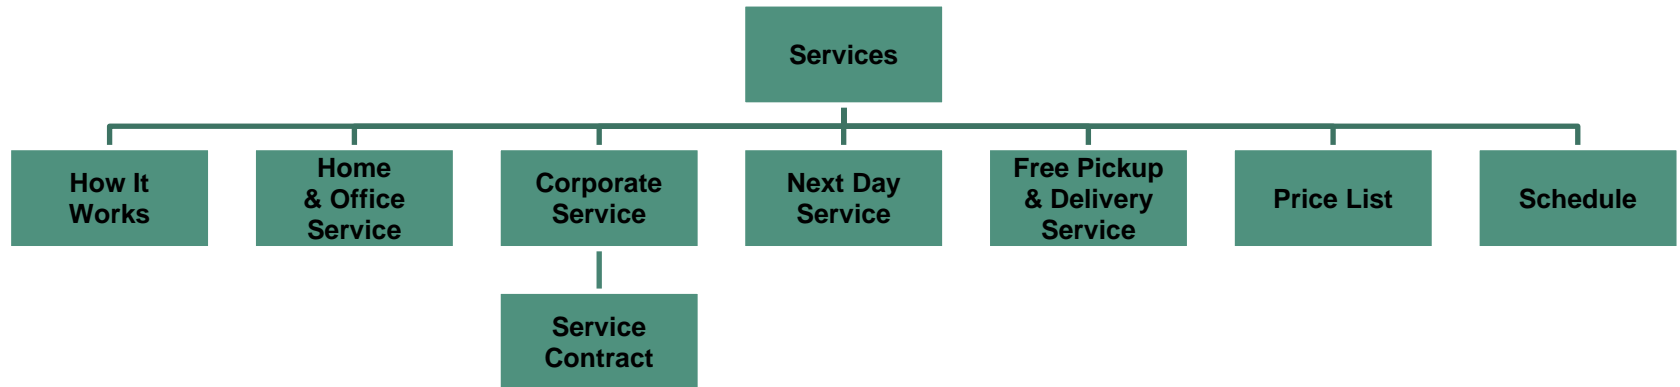 Services
How It
Works
Home
& Office
Service
Corporate
Service
Next Day
Service
Free Pickup
& Delivery
Service
Price List
Schedule
Service
Contract